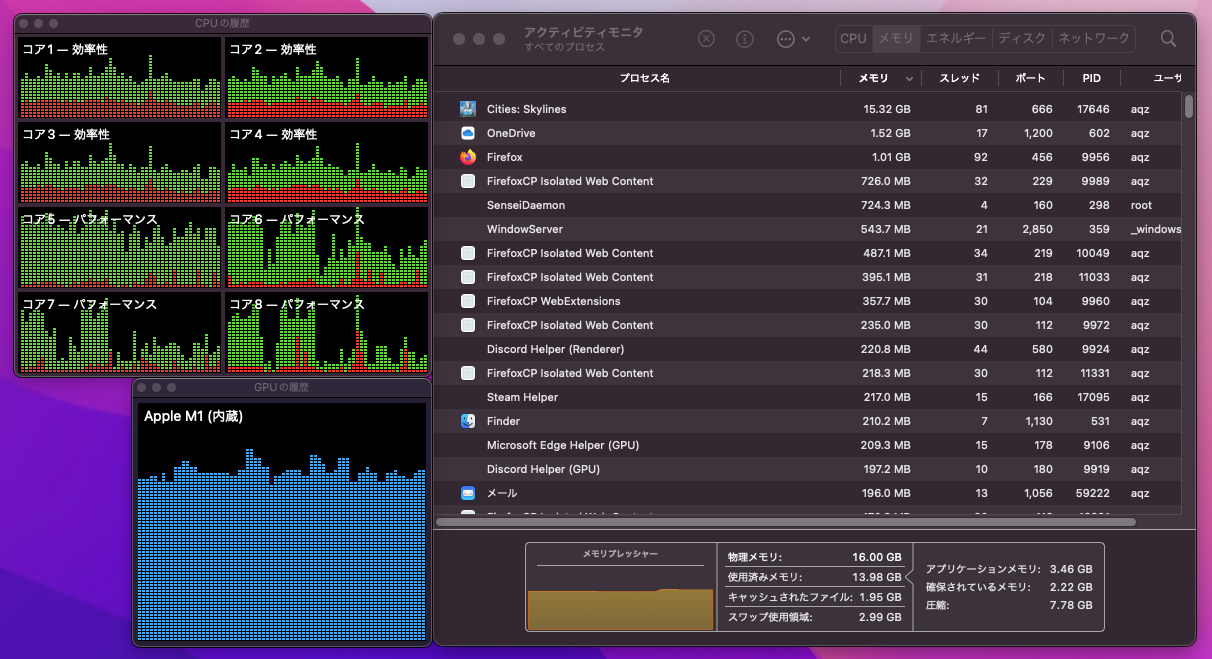 CPUの履歴
コア1 — 効率性
コア2 — 効率性
コア3 — 効率性
コア4 — 効率性
コア5 — パフォーマンス
コア6 — パフォーマンス
コア7 — パフォーマンス
コア8 — パフォーマンス
GPUの履歴
Apple M1 (内蔵)
アクティビティモニタ
すべてのプロセス
CPU メモリ エネルギー ディスク ネットワーク
プロセス名 メモリ スレッド ポート PID ユーザ
Cities: Skylines 15.32 GB 81 666 17646 aqz
OneDrive 1.52 GB 17 1,200 602 aqz
Firefox 1.01 GB 92 456 9956 aqz
FirefoxCP Isolated Web Content 726.0 MB 32 229 9989 aqz
SenseiDaemon 724.3 MB 4 160 298 root
WindowServer 543.7 MB 21 2,850 359 _windows
FirefoxCP Isolated Web Content 487.1 MB 34 219 10049 aqz
FirefoxCP Isolated Web Content 395.1 MB 31 218 11033 aqz
FirefoxCP WebExtensions 357.7 MB 30 104 9960 aqz
FirefoxCP Isolated Web Content 235.0 MB 30 112 9972 aqz
Discord Helper (Renderer) 220.8 MB 44 580 9924 aqz
FirefoxCP Isolated Web Content 218.3 MB 30 112 11331 aqz
Steam Helper 217.0 MB 15 166 17095 aqz
Finder 210.2 MB 7 1,130 531 aqz
Microsoft Edge Helper (GPU) 209.3 MB 15 178 9106 aqz
Discord Helper (GPU) 197.2 MB 10 180 9919 aqz
メール 196.0 MB 13 1,056 59222 aqz
メモリプレッシャー
物理メモリ: 16.00 GB
使用済みメモリ: 13.98 GB
キャッシュされたファイル: 1.95 GB
スワップ使用領域: 2.99 GB
アプリケーションメモリ: 3.46 GB
確保されているメモリ: 2.22 GB
圧縮: 7.78 GB